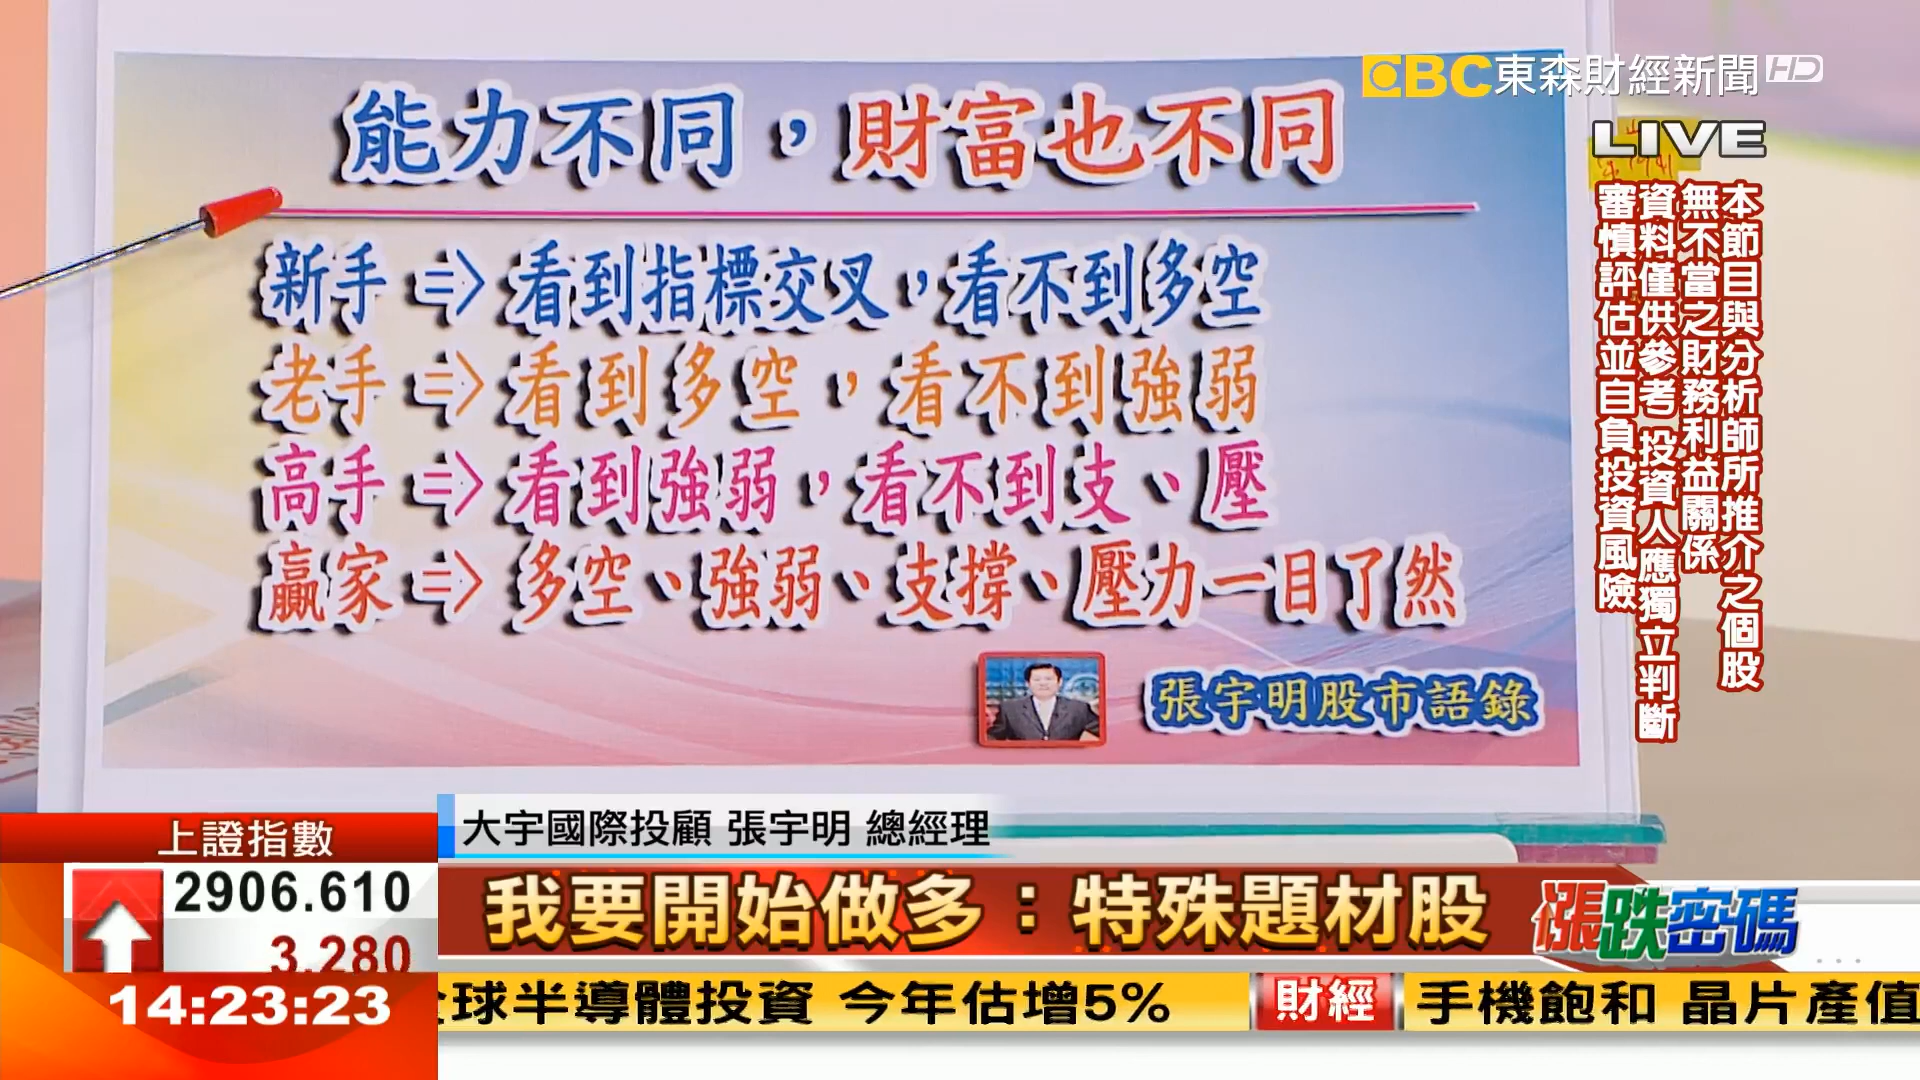 能力不同，財富也不同
新手 => 看到指標交叉，看不到多空
老手 => 看到多空，看不到強弱
高手 => 看到強弱，看不到支、壓
贏家 => 多空、強弱、支撐、壓力一目了然
張宇明股市語錄
EBC東森財經新聞HD
LIVE
本節目與分析師所推介之個股
無不當之財務利益關係
資料僅供參考 投資人應獨立判斷
審慎評估並自負投資風險
大宇國際投顧 張宇明 總經理
我要開始做多：特殊題材股
漲跌密碼
上證指數
2906.610
3.280
14:23:23
球半導體投資 今年估增5%
財經
手機飽和 晶片產值